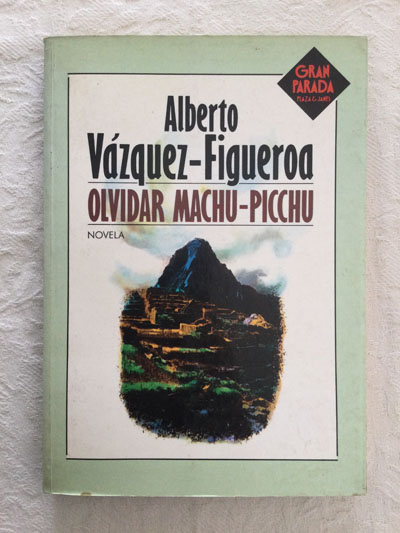 GRAN
PARADA
PLAZA & JANES
Alberto
Vázquez-Figueroa
OLVIDAR MACHU-PICCHU
NOVELA